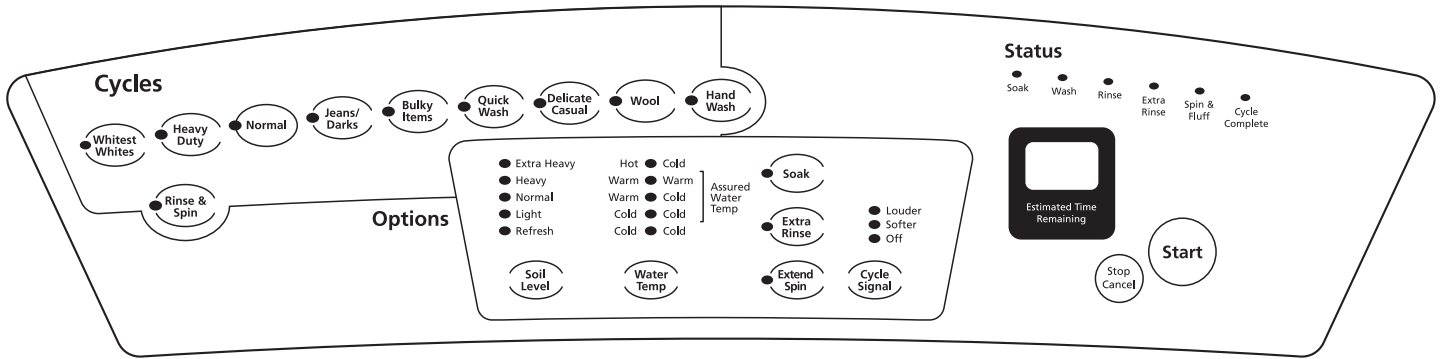 Cycles
Whitest
Whites
Heavy
Duty
Normal
Jeans/
Darks
Bulky
Items
Quick
Wash
Delicate
Casual
Wool
Hand
Wash
Rinse &
Spin
Options
Extra Heavy
Heavy
Normal
Light
Refresh
Soil
Level
Hot Cold
Warm Warm
Warm Cold
Cold Cold
Cold Cold
Assured
Water
Temp
Water
Temp
Soak
Extra
Rinse
Extend
Spin
Louder
Softer
Off
Cycle
Signal
Status
Soak
Wash
Rinse
Extra
Rinse
Spin &
Fluff
Cycle
Complete
Estimated Time
Remaining
Stop
Cancel
Start